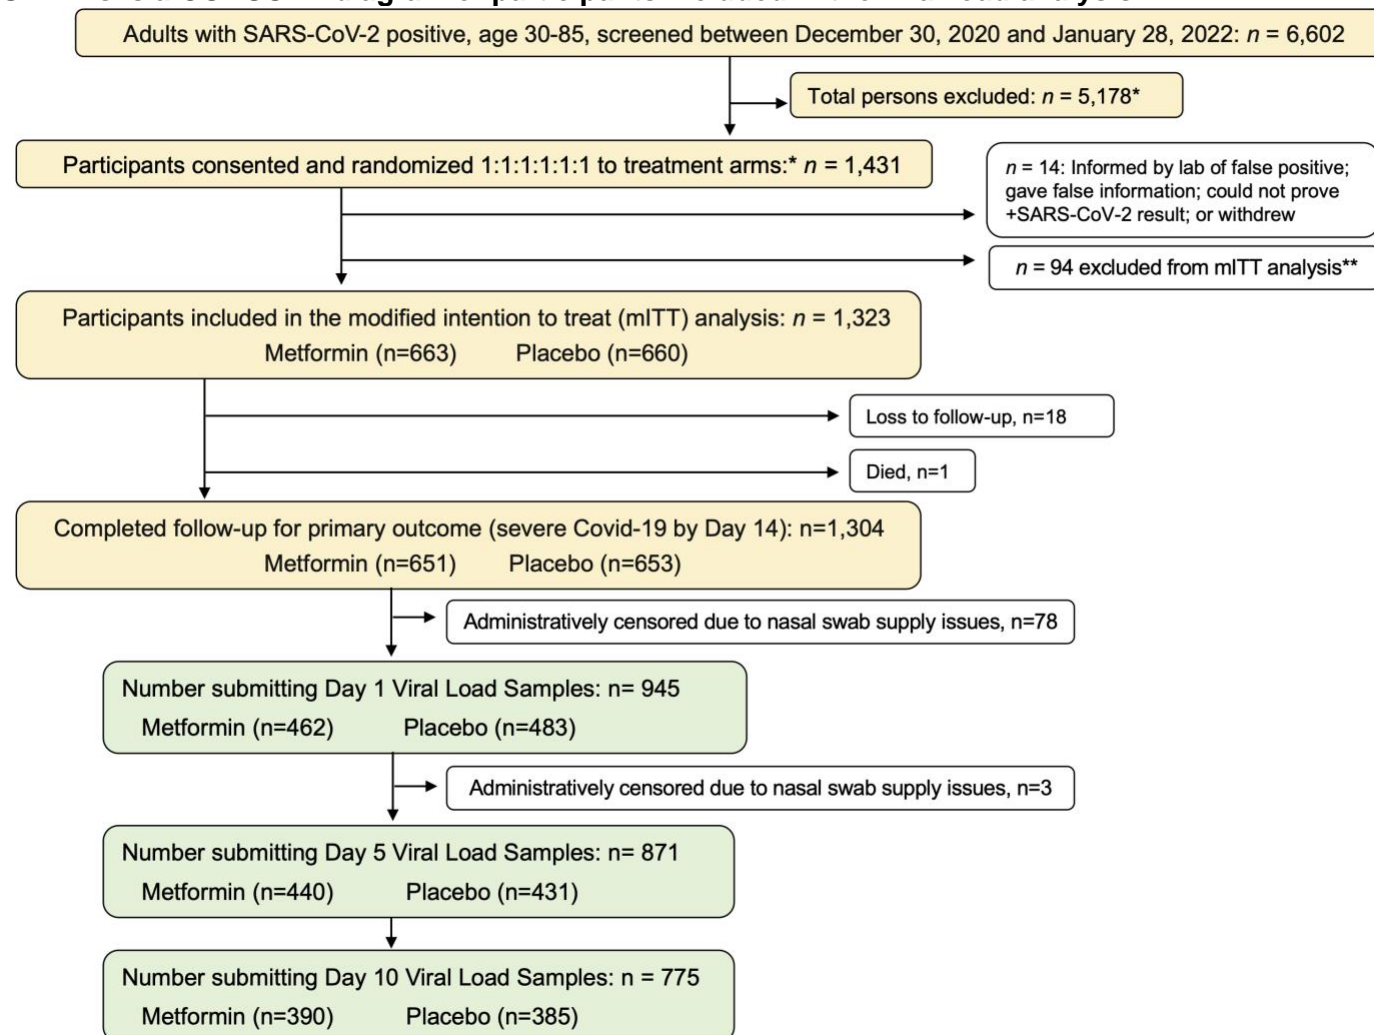 Adults with SARS-CoV-2 positive, age 30-85, screened between December 30, 2020 and January 28, 2022: n = 6,602
Total persons excluded: n = 5,178*
Participants consented and randomized 1:1:1:1:1:1 to treatment arms:* n = 1,431
n = 14: Informed by lab of false positive;
gave false information; could not prove
+SARS-CoV-2 result; or withdrew
n = 94 excluded from mITT analysis**
Participants included in the modified intention to treat (mITT) analysis: n = 1,323
Metformin (n=663) Placebo (n=660)
Loss to follow-up, n=18
Died, n=1
Completed follow-up for primary outcome (severe Covid-19 by Day 14): n=1,304
Metformin (n=651) Placebo (n=653)
Administratively censored due to nasal swab supply issues, n=78
Number submitting Day 1 Viral Load Samples: n= 945
Metformin (n=462) Placebo (n=483)
Administratively censored due to nasal swab supply issues, n=3
Number submitting Day 5 Viral Load Samples: n= 871
Metformin (n=440) Placebo (n=431)
Number submitting Day 10 Viral Load Samples: n = 775
Metformin (n=390) Placebo (n=385)